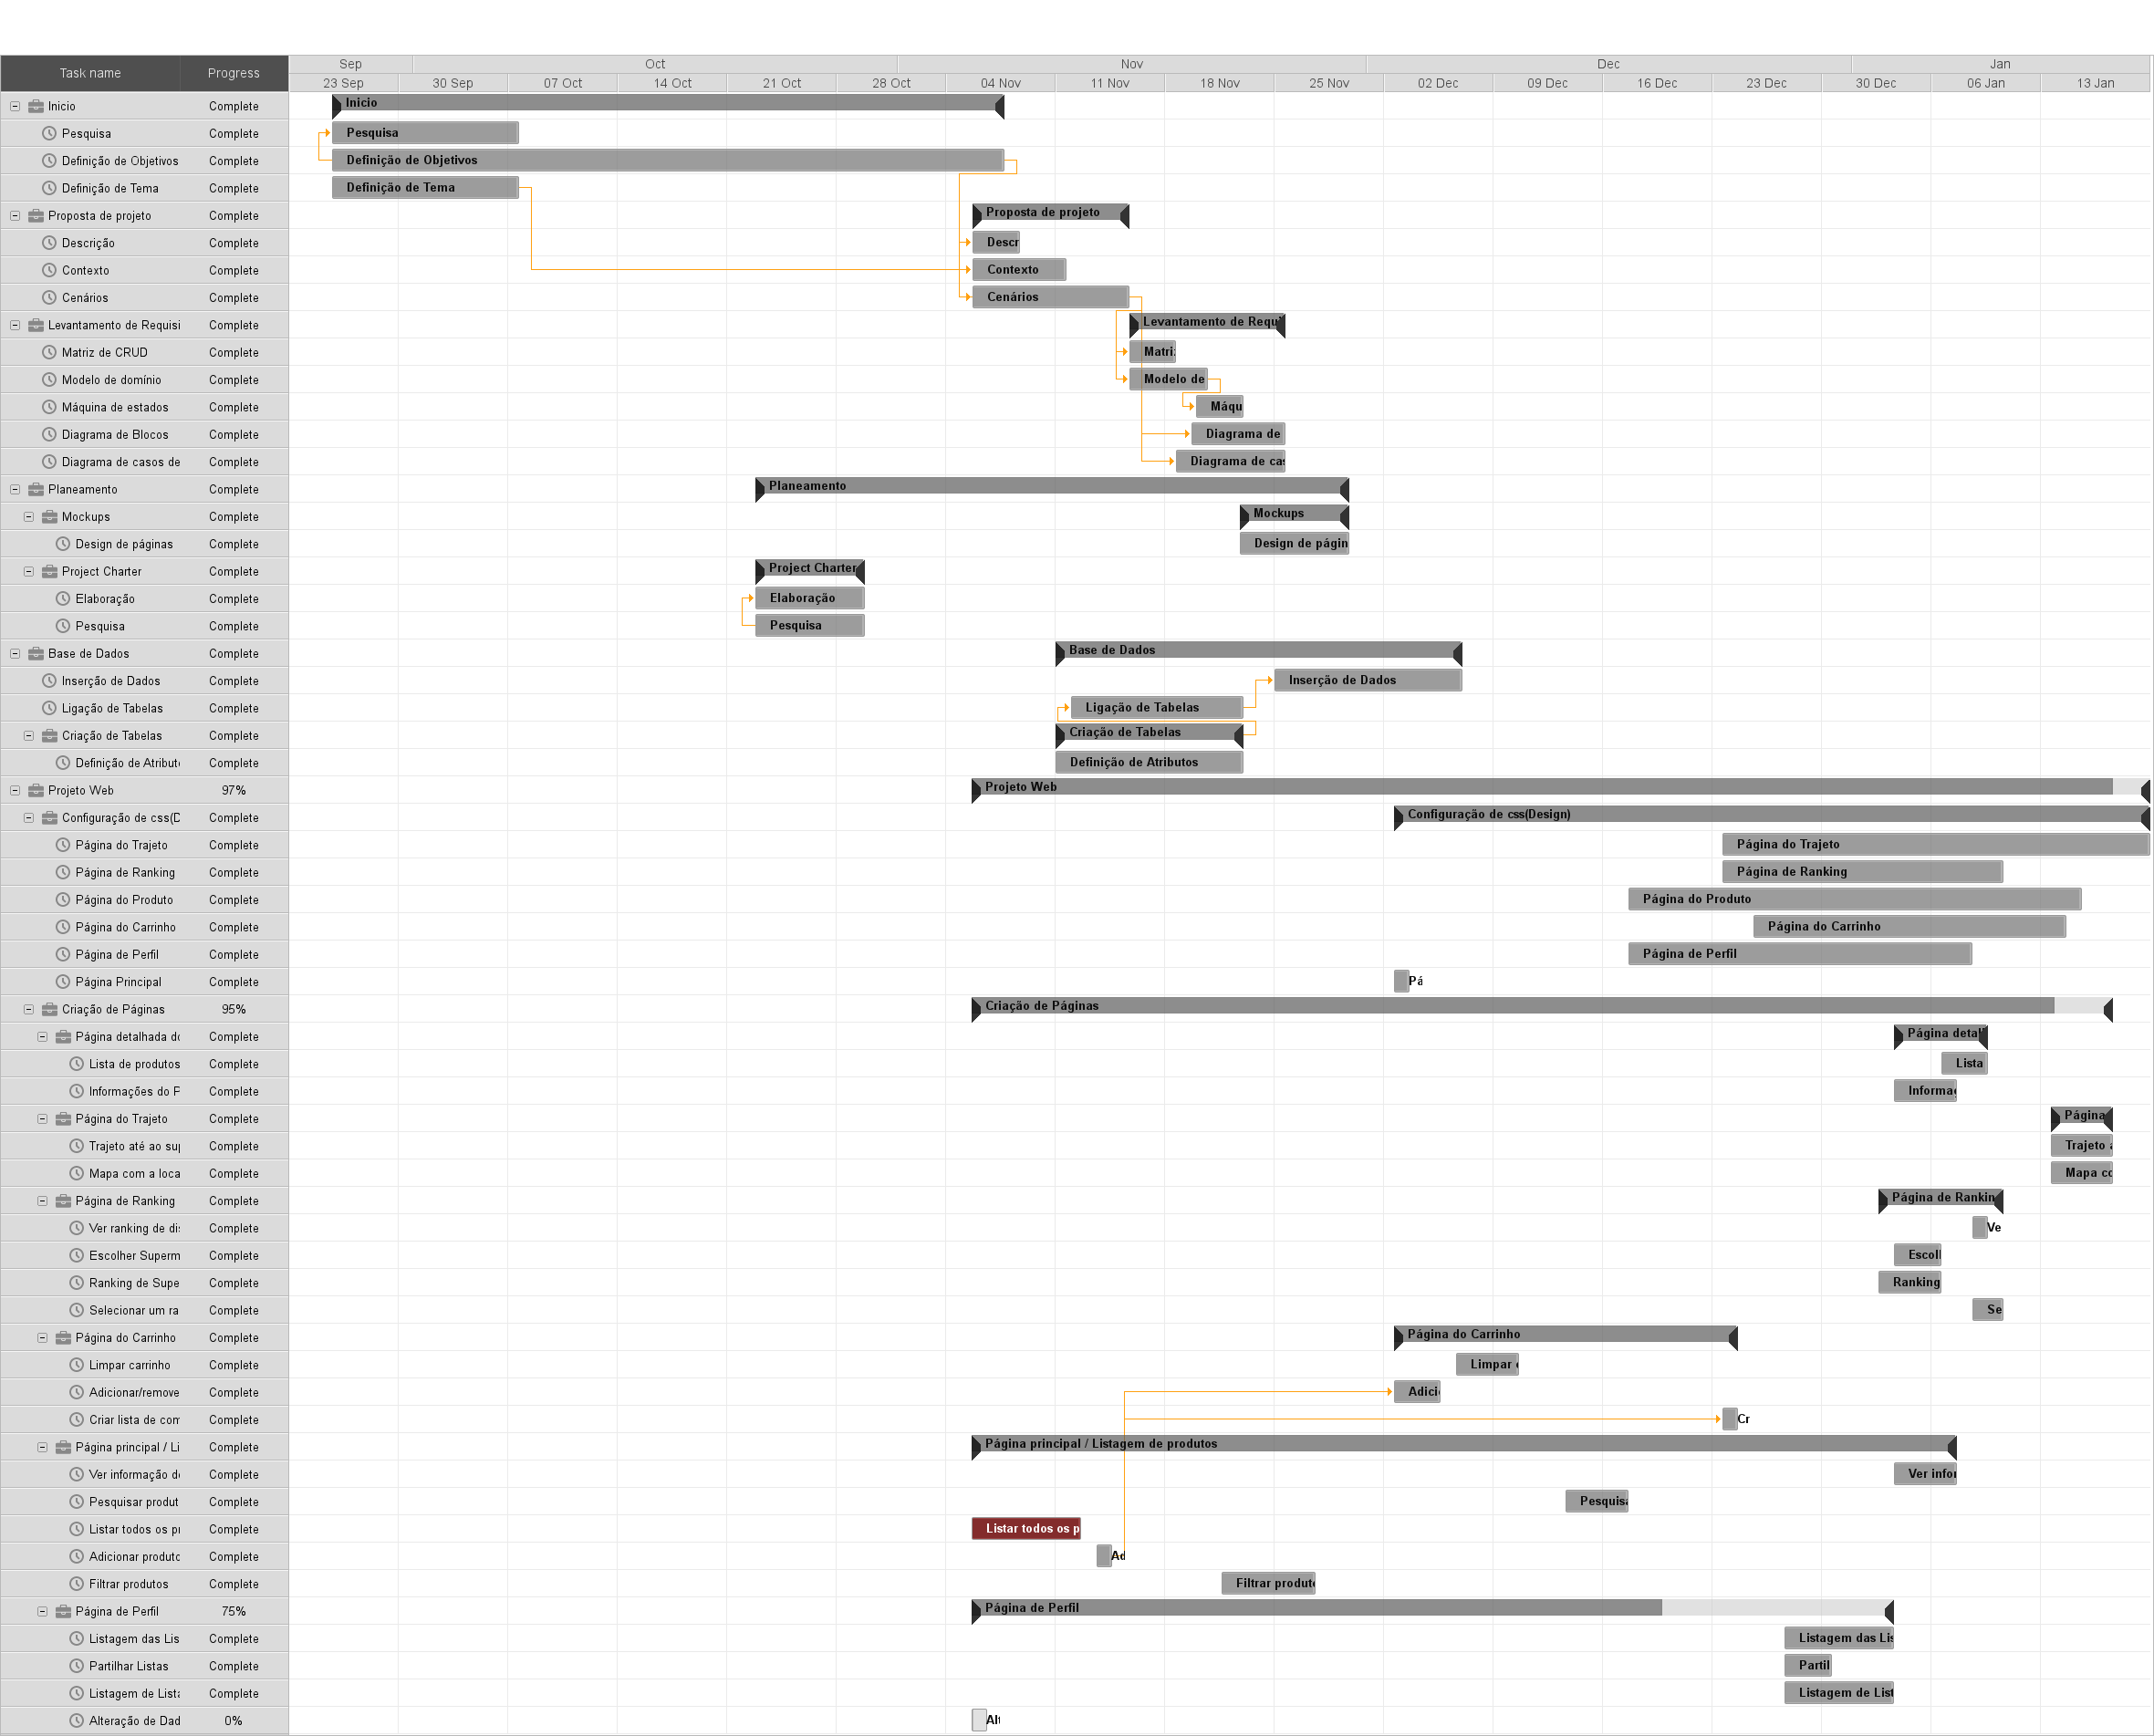 Sep Oct Nov Dec Jan
Task name Progress 23 Sep 30 Sep 07 Oct 14 Oct 21 Oct 28 Oct 04 Nov 11 Nov 18 Nov 25 Nov 02 Dec 09 Dec 16 Dec 23 Dec 30 Dec 06 Jan 13 Jan
Inicio Complete Inicio
Pesquisa Complete Pesquisa
Definição de Objetivos Complete Definição de Objetivos
Definição de Tema Complete Definição de Tema
Proposta de projeto Complete Proposta de projeto
Descrição Complete Descr
Contexto Complete Contexto
Cenários Complete Cenários
Levantamento de Requisi Complete Levantamento de Requi
Matriz de CRUD Complete Matri
Modelo de domínio Complete Modelo de
Máquina de estados Complete Máqu
Diagrama de Blocos Complete Diagrama de
Diagrama de casos de Complete Diagrama de cas
Planeamento Complete Planeamento
Mockups Complete Mockups
Design de páginas Complete Design de págin
Project Charter Complete Project Charter
Elaboração Complete Elaboração
Pesquisa Complete Pesquisa
Base de Dados Complete Base de Dados
Inserção de Dados Complete Inserção de Dados
Ligação de Tabelas Complete Ligação de Tabelas
Criação de Tabelas Complete Criação de Tabelas
Definição de Atribut Complete Definição de Atributos
Projeto Web 97% Projeto Web
Configuração de css(D Complete Configuração de css(Design)
Página do Trajeto Complete Página do Trajeto
Página de Ranking Complete Página de Ranking
Página do Produto Complete Página do Produto
Página do Carrinho Complete Página do Carrinho
Página de Perfil Complete Página de Perfil
Página Principal Complete Pá
Criação de Páginas 95% Criação de Páginas
Página detalhada do Complete Página detal
Lista de produtos Complete Lista
Informações do P Complete Informaç
Página do Trajeto Complete Página
Trajeto até ao sup Complete Trajeto a
Mapa com a loca Complete Mapa co
Página de Ranking Complete Página de Rankin
Ver ranking de di Complete Ve
Escolher Superm Complete Escoll
Ranking de Supe Complete Ranking
Selecionar um ra Complete Se
Página do Carrinho Complete Página do Carrinho
Limpar carrinho Complete Limpar c
Adicionar/remove Complete Adici
Criar lista de com Complete Cr
Página principal / Li Complete Página principal / Listagem de produtos
Ver informação d Complete Ver infor
Pesquisar produt Complete Pesquisa
Listar todos os p Complete Listar todos os p
Adicionar produto Complete Ad
Filtrar produtos Complete Filtrar produto
Página de Perfil 75% Página de Perfil
Listagem das Lis Complete Listagem das Lis
Partilhar Listas Complete Partil
Listagem de Lista Complete Listagem de List
Alteração de Dad 0% Alt